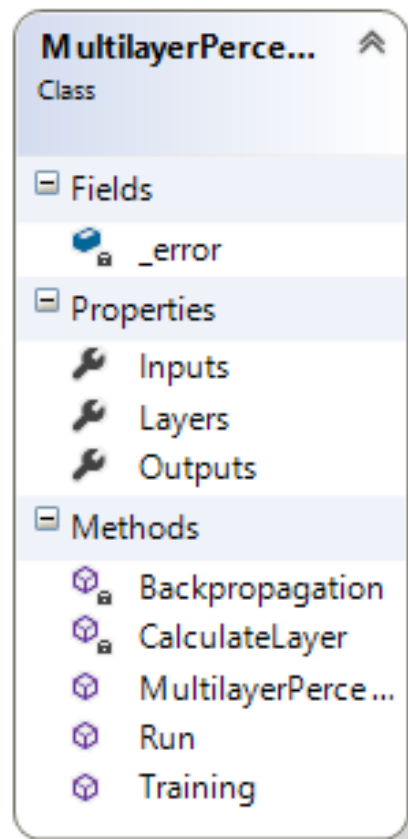 MultilayerPerce...
Class
Fields
_error
Properties
Inputs
Layers
Outputs
Methods
Backpropagation
CalculateLayer
MultilayerPerce...
Run
Training